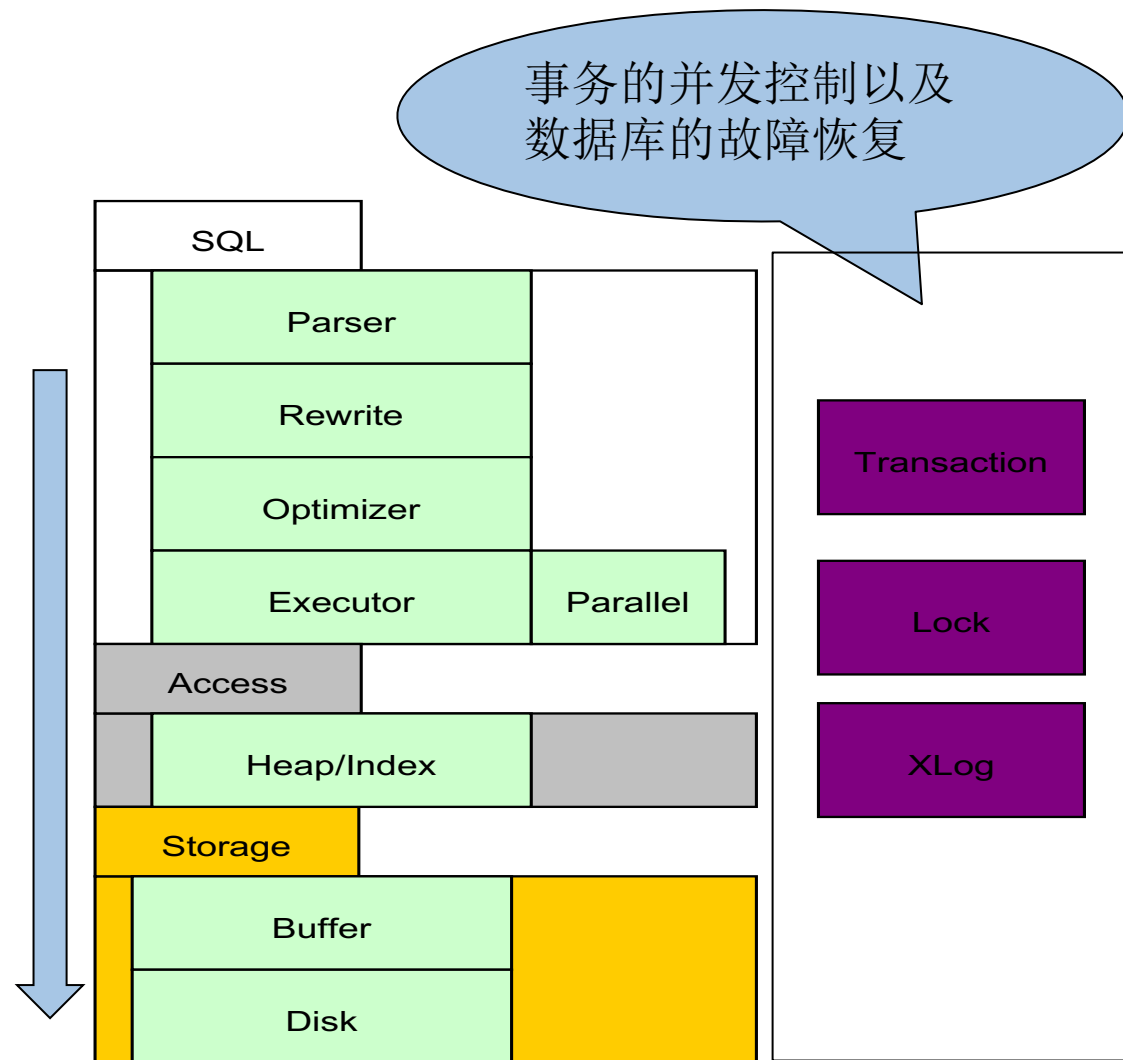 事务的并发控制以及
数据库的故障恢复
SQL
Parser
Rewrite
Optimizer
Executor
Parallel
Access
Heap/Index
Storage
Buffer
Disk
Transaction
Lock
XLog